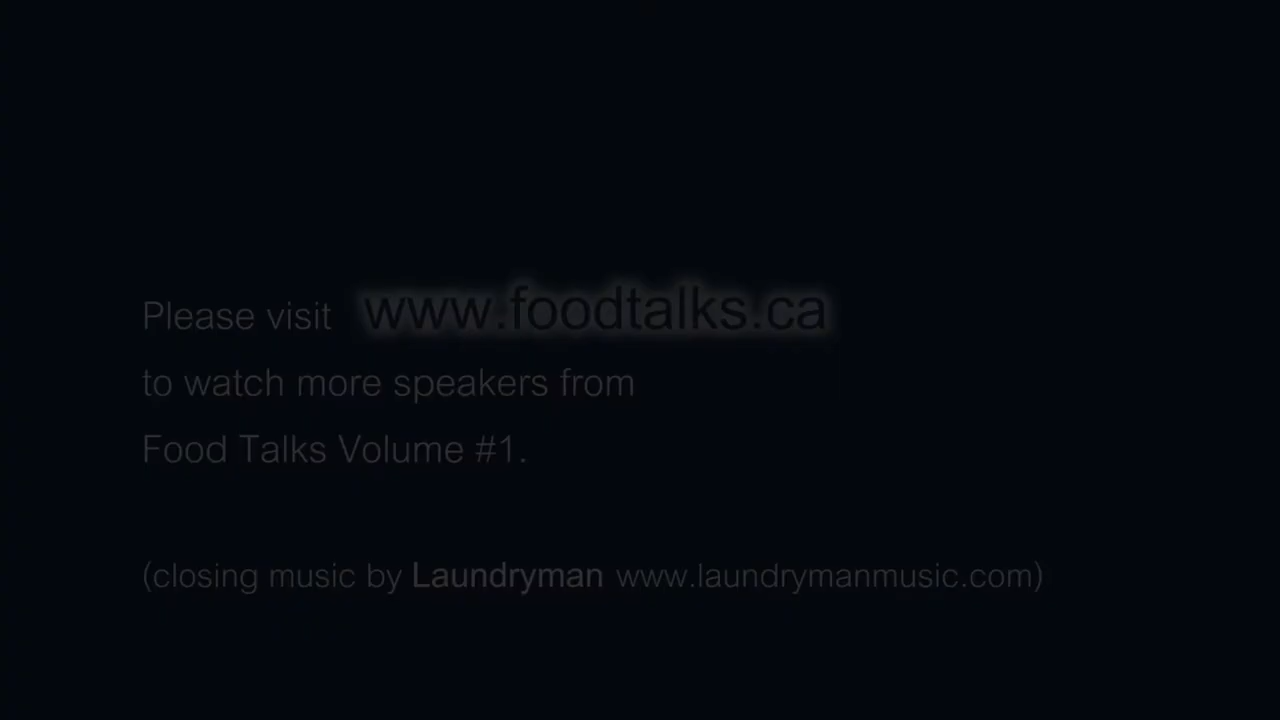 Please visit www.foodtalks.ca
to watch more speakers from
Food Talks Volume #1.
(closing music by Laundryman www.laundrymanmusic.com)